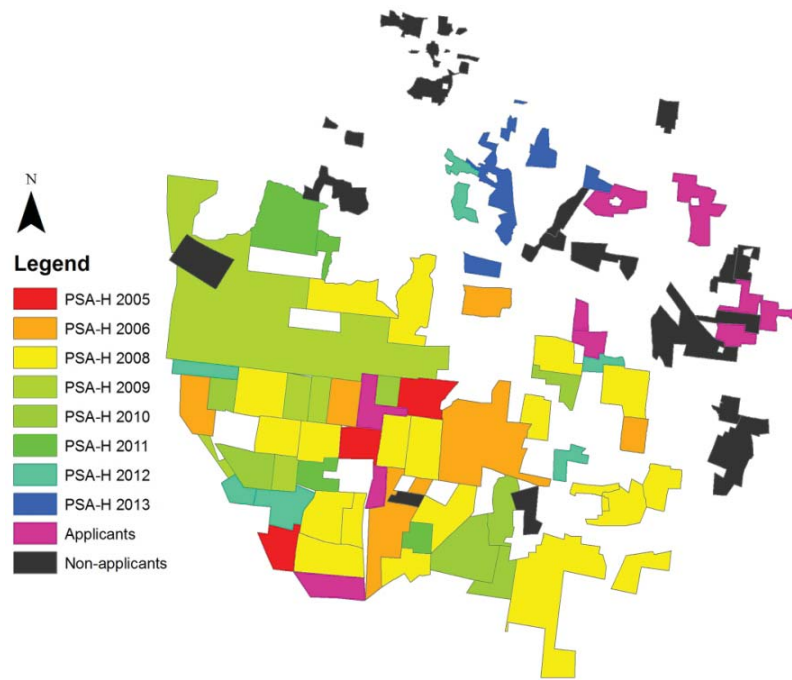 N
Legend
PSA-H 2005
PSA-H 2006
PSA-H 2008
PSA-H 2009
PSA-H 2010
PSA-H 2011
PSA-H 2012
PSA-H 2013
Applicants
Non-applicants